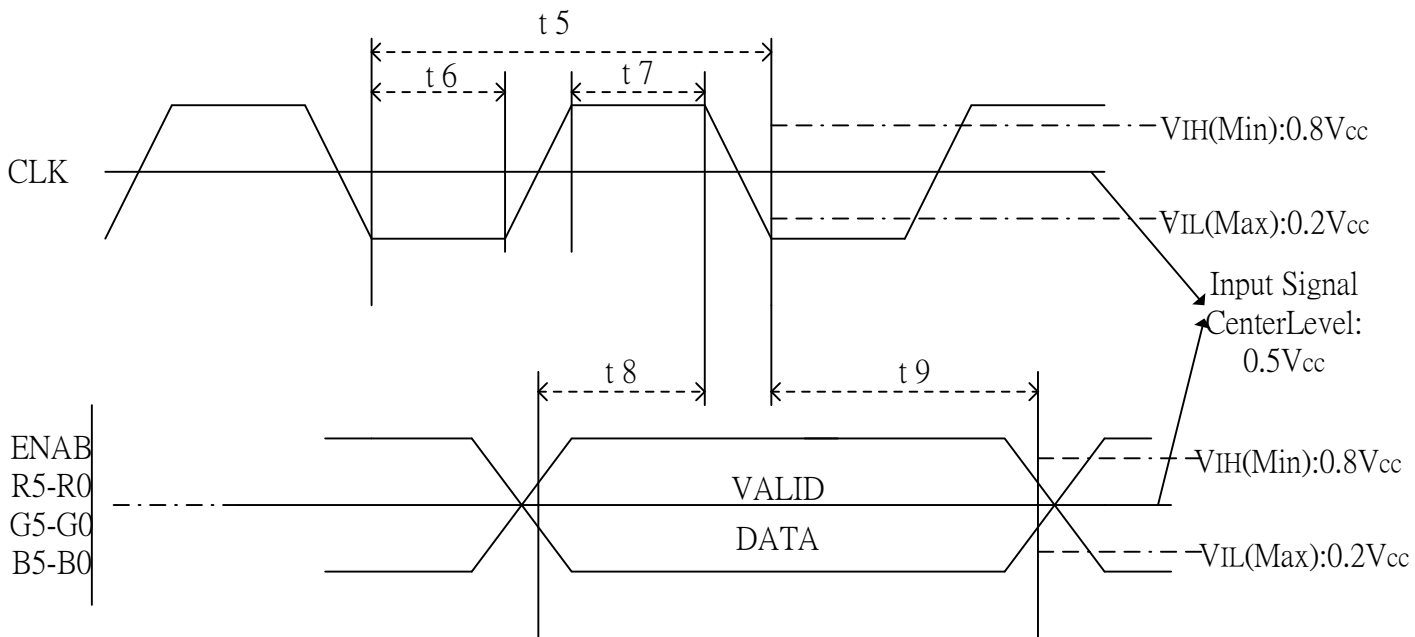 t 5
t 6
t 7
VIH(Min):0.8Vcc
CLK
VIL(Max):0.2Vcc
Input Signal
CenterLevel:
0.5Vcc
t 8
t 9
ENAB
R5-R0
G5-G0
B5-B0
VALID
DATA
VIH(Min):0.8Vcc
VIL(Max):0.2Vcc